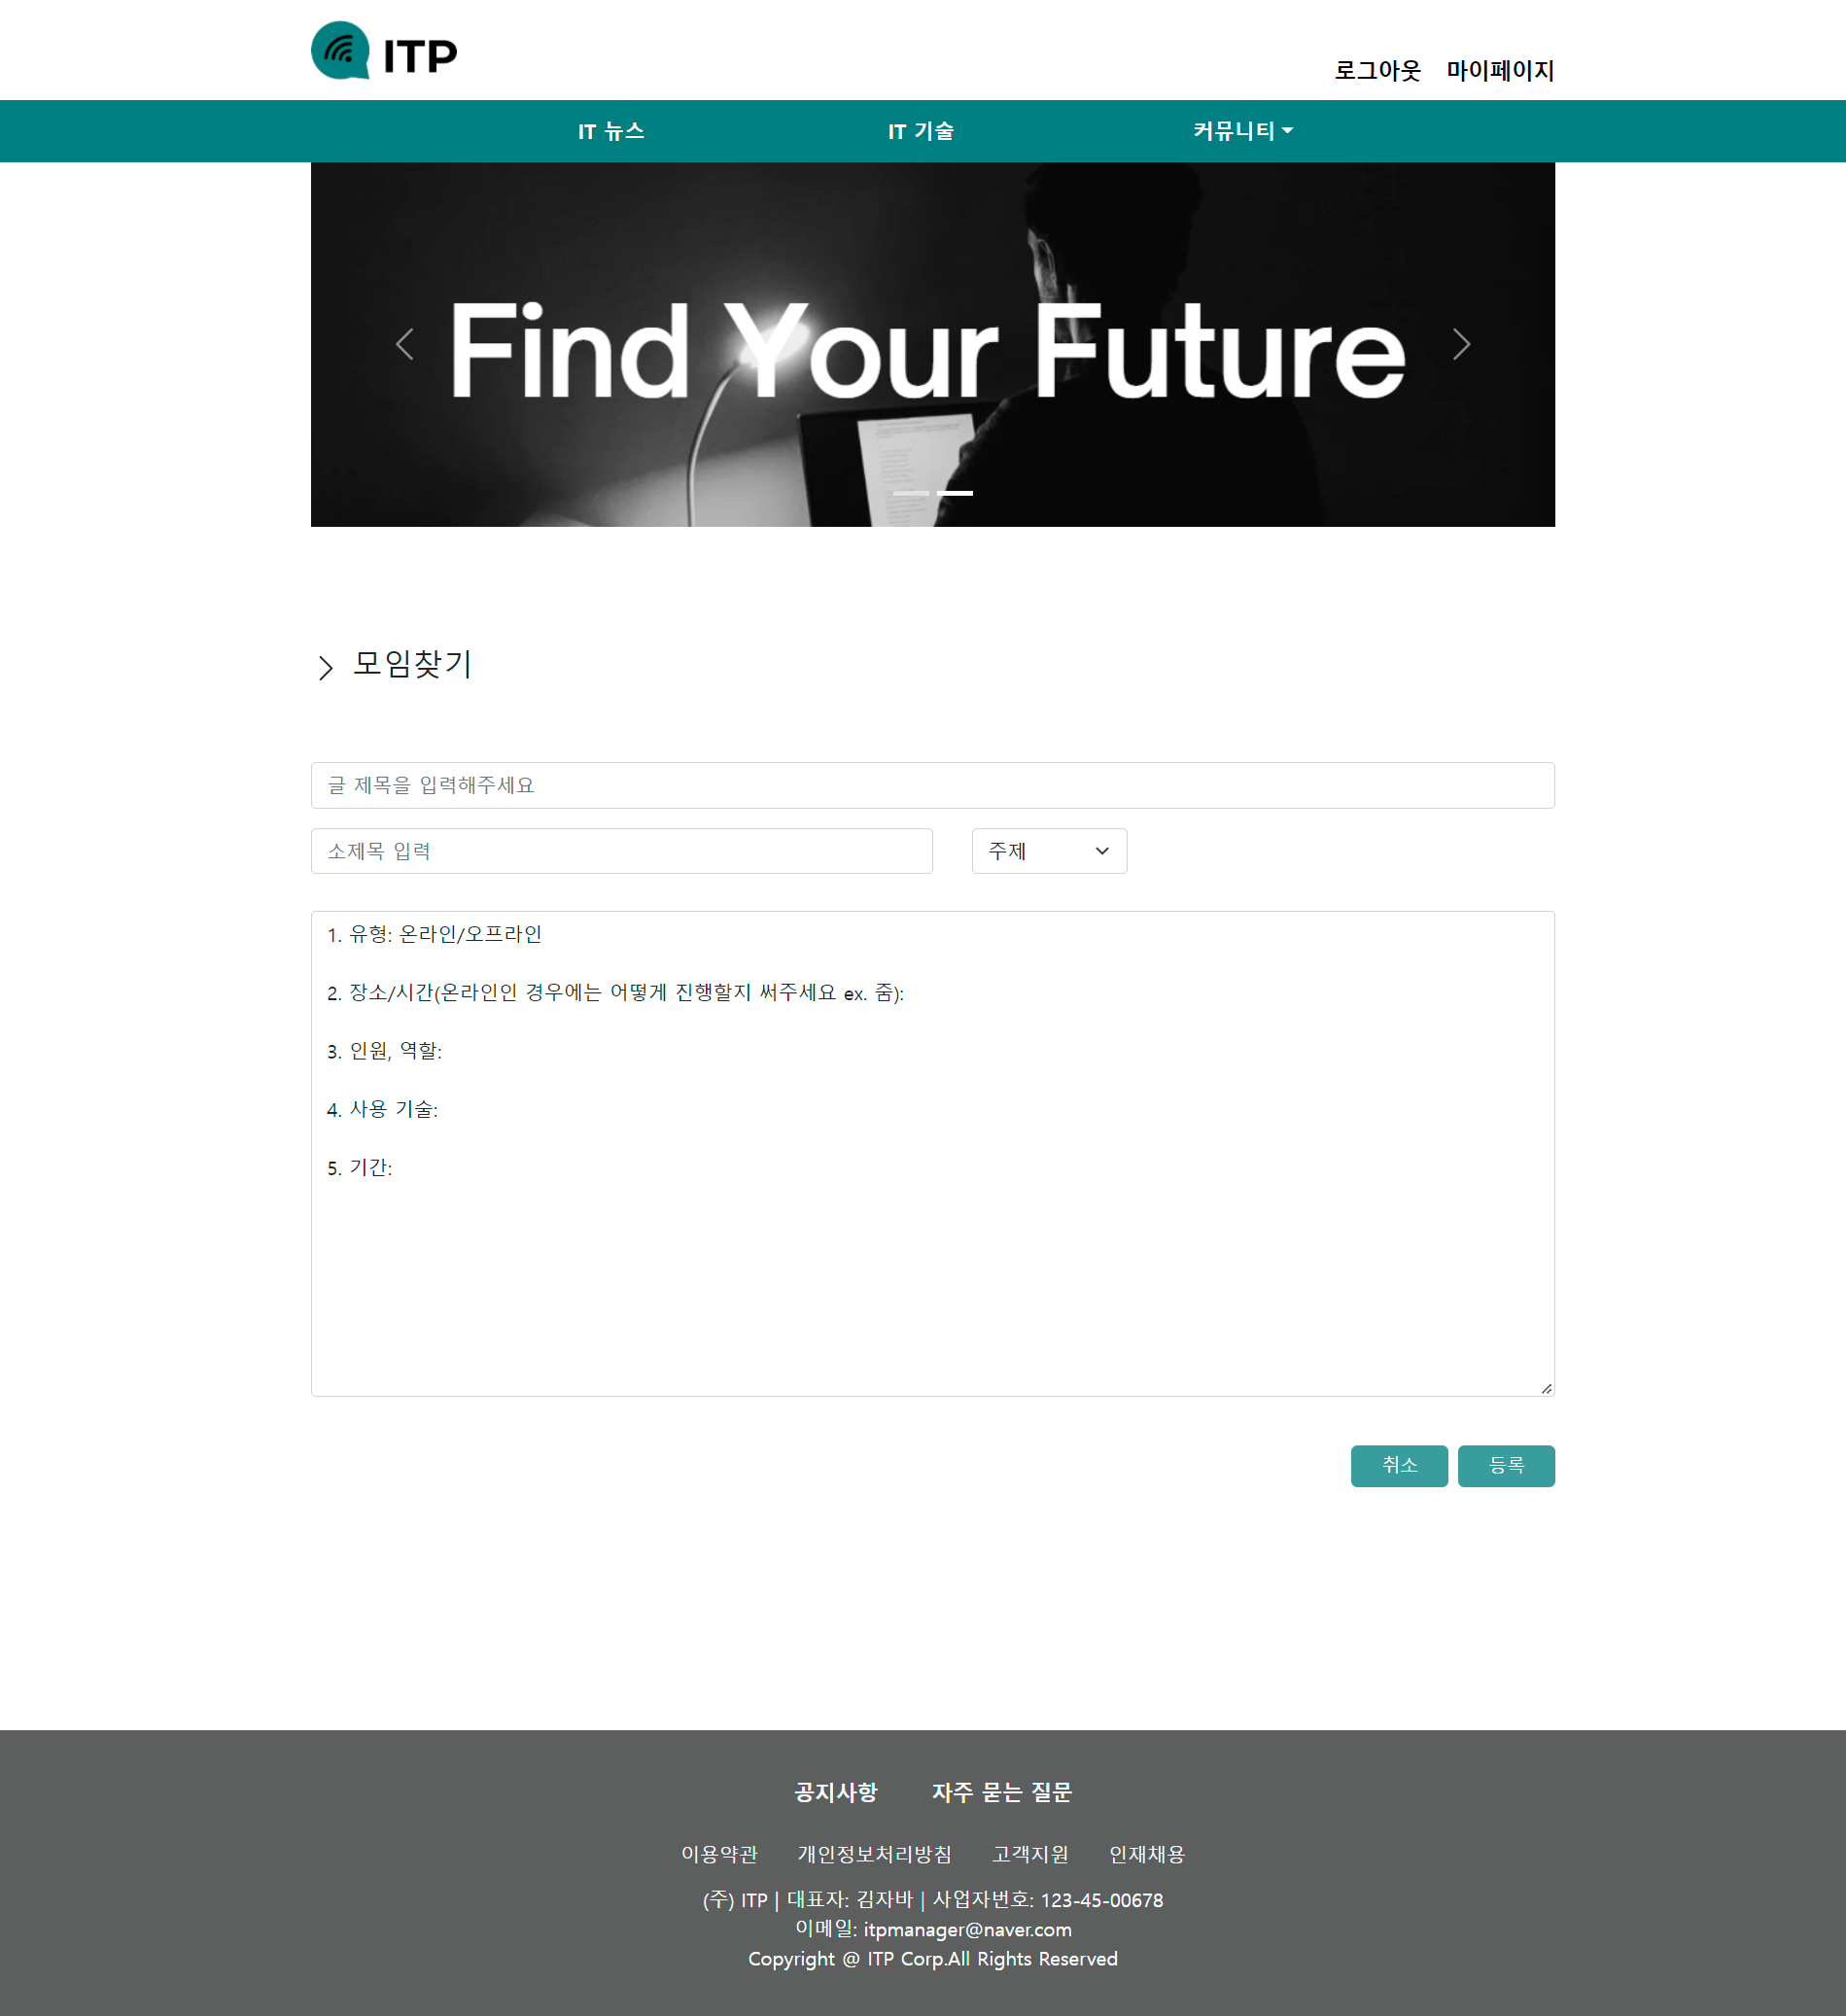 ITP
로그아웃 마이페이지
IT 뉴스 IT 기술 커뮤니티
Find Your Future
모임찾기
글 제목을 입력해주세요
소제목 입력 주제
1. 유형: 온라인/오프라인
2. 장소/시간(온라인인 경우에는 어떻게 진행할지 써주세요 ex. 줌):
3. 인원, 역할:
4. 사용 기술:
5. 기간:
취소 등록
공지사항 자주 묻는 질문
이용약관 개인정보처리방침 고객지원 인재채용
(주) ITP | 대표자: 김자바 | 사업자번호: 123-45-00678
이메일: itpmanager@naver.com
Copyright @ ITP Corp.All Rights Reserved